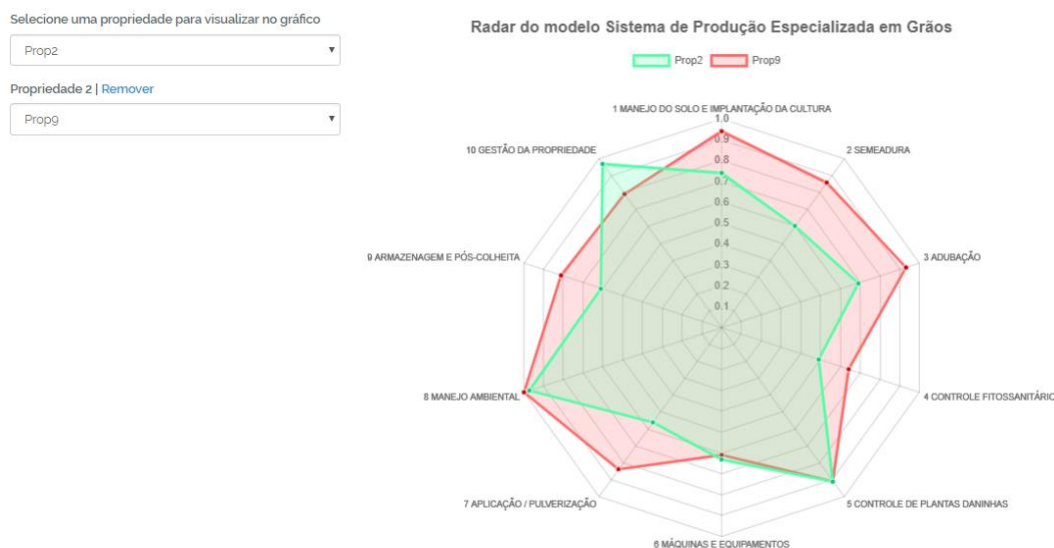 Selecione uma propriedade para visualizar no gráfico
Prop2
Propriedade 2 | Remover
Prop9
Radar do modelo Sistema de Produção Especializada em Grãos
Prop2 Prop9
1 MANEJO DO SOLO E IMPLANTAÇÃO DA CULTURA
1.0
0.9
0.8
0.7
0.6
0.5
0.4
0.3
0.2
0.1
10 GESTÃO DA PROPRIEDADE
2 SEMEADURA
9 ARMAZENAGEM E PÓS-COLHEITA
3 ADUBAÇÃO
8 MANEJO AMBIENTAL
4 CONTROLE FITOSSANITÁRIO
7 APLICAÇÃO / PULVERIZAÇÃO
5 CONTROLE DE PLANTAS DANINHAS
6 MÁQUINAS E EQUIPAMENTOS